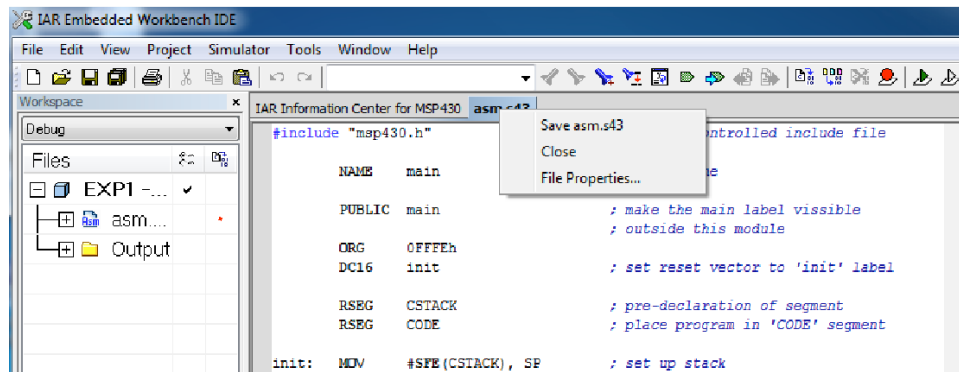 IAR Embedded Workbench IDE
File Edit View Project Simulator Tools Window Help
Workspace x
IAR Information Center for MSP430 asm.s43
Debug
Files
EXP1 -...
asm....
Output
Save asm.s43
Close
File Properties...
#include "msp430.h" ntrolled include file
NAME main
PUBLIC main ; make the main label vissible
; outside this module
ORG 0FFFEh
DC16 init ; set reset vector to 'init' label
RSEG CSTACK ; pre-declaration of segment
RSEG CODE ; place program in 'CODE' segment
init: MOV #SFE(CSTACK), SP ; set up stack